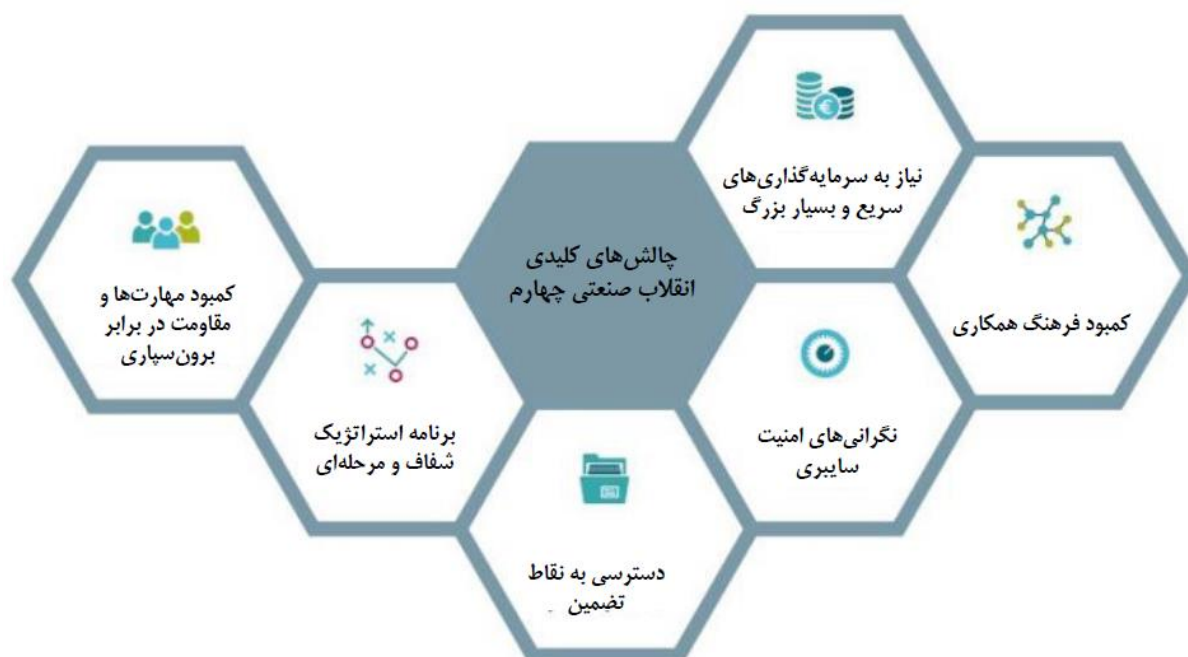 چالش‌های کلیدی
انقلاب صنعتی چهارم
نیاز به سرمایه‌گذاری‌های
سریع و بسیار بزرگ
کمبود فرهنگ همکاری
نگرانی‌های امنیت
سایبری
دسترسی به نقاط
تضمین
برنامه استراتژیک
شفاف و مرحله‌ای
کمبود مهارت‌ها و
مقاومت در برابر
برون‌سپاری